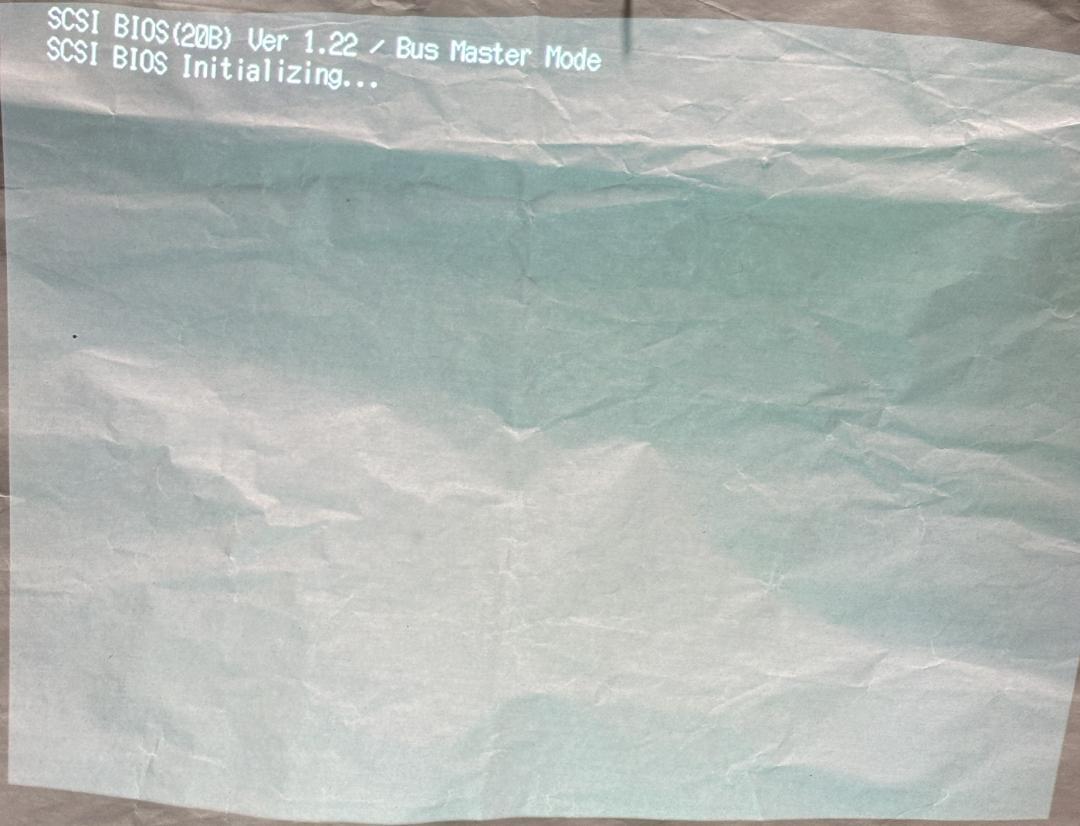 SCSI BIOS(20B) Ver 1.22 / Bus Master Mode
SCSI BIOS Initializing...